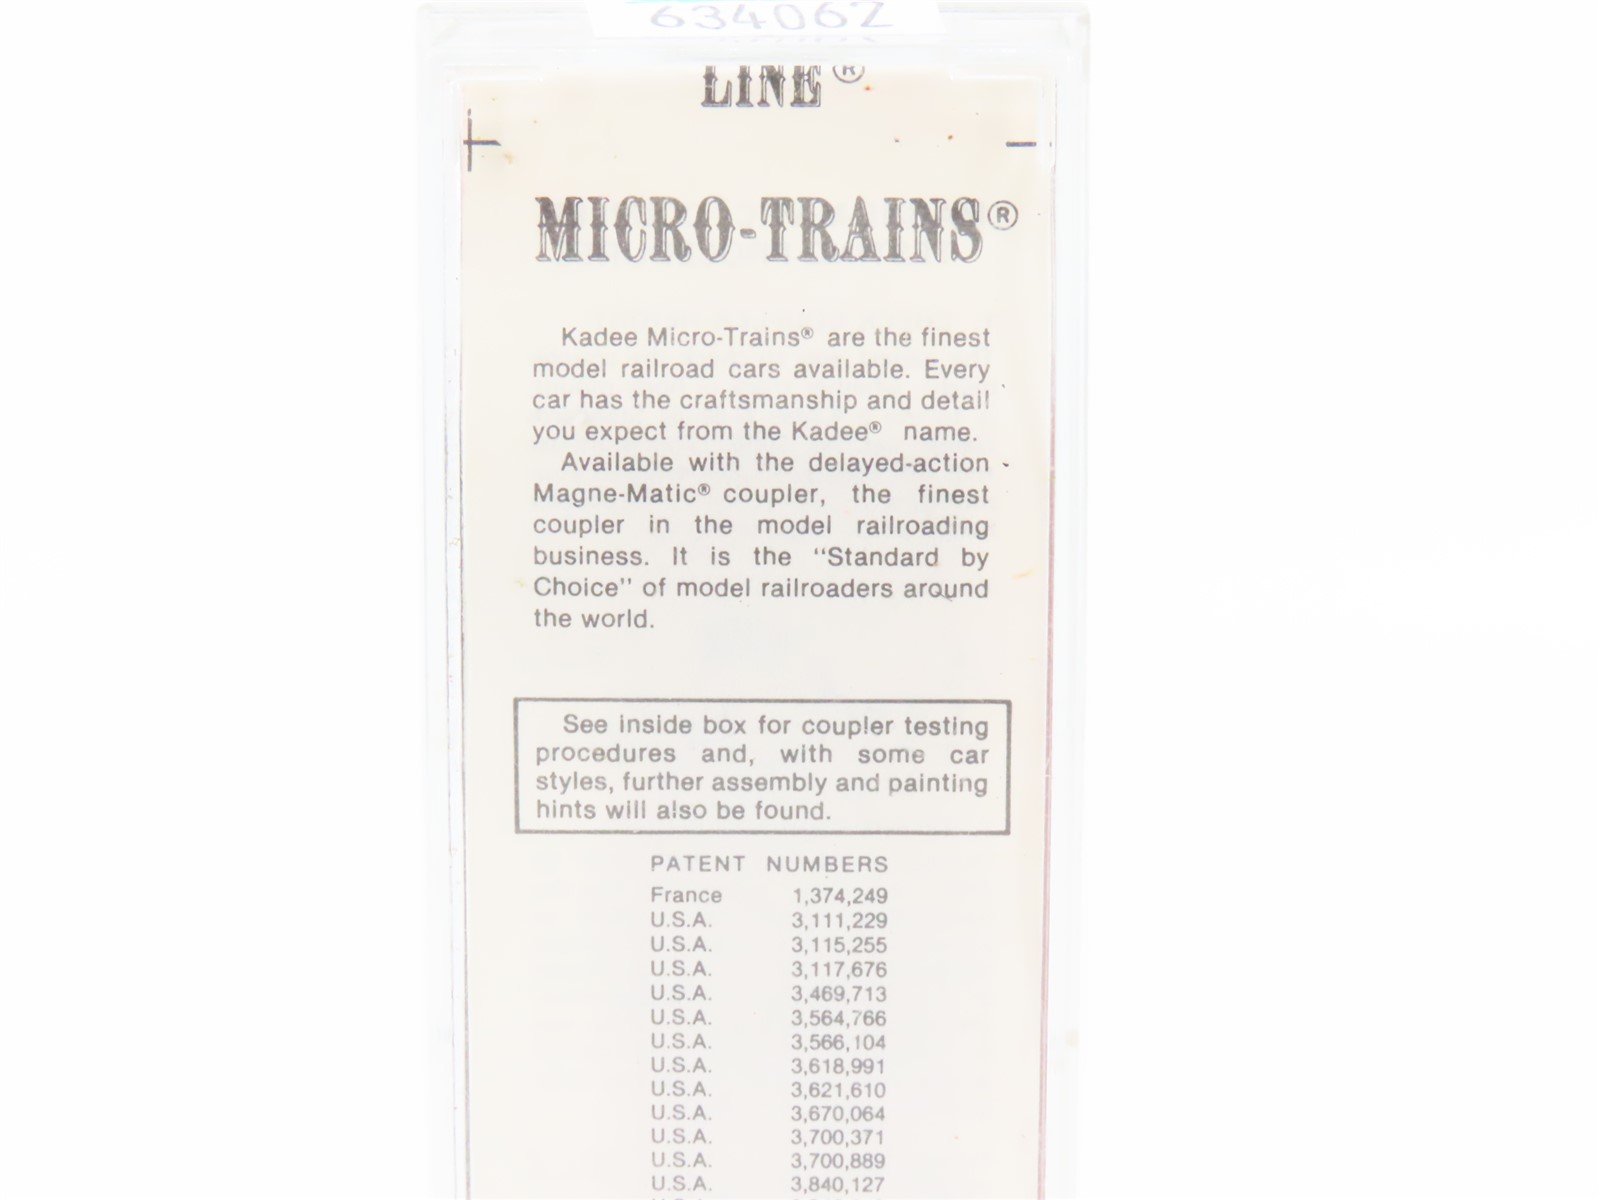 634062
LINE®
MICRO-TRAINS®
Kadee Micro-Trains® are the finest
model railroad cars available. Every
car has the craftsmanship and detail
you expect from the Kadee® name.
Available with the delayed-action
Magne-Matic® coupler, the finest
coupler in the model railroading
business. It is the "Standard by
Choice" of model railroaders around
the world.
See inside box for coupler testing
procedures and, with some car
styles, further assembly and painting
hints will also be found.
PATENT NUMBERS
France 1,374,249
U.S.A. 3,111,229
U.S.A. 3,115,255
U.S.A. 3,117,676
U.S.A. 3,469,713
U.S.A. 3,564,766
U.S.A. 3,566,104
U.S.A. 3,618,991
U.S.A. 3,621,610
U.S.A. 3,670,064
U.S.A. 3,700,371
U.S.A. 3,700,889
U.S.A. 3,840,127